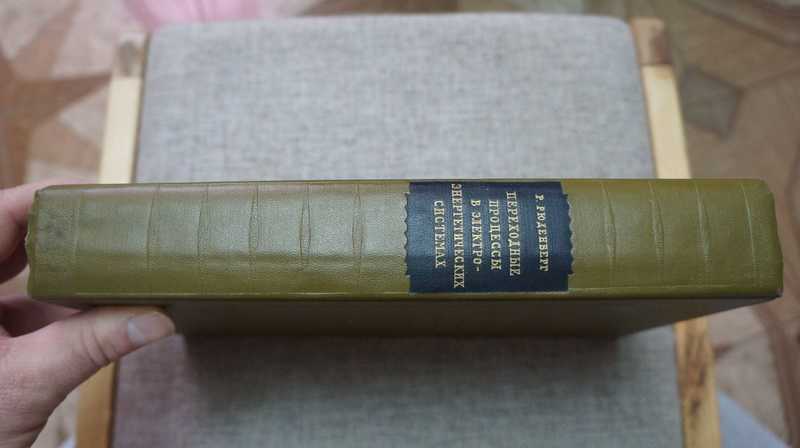 Р. РЮДЕНБЕРГ
ПЕРЕХОДНЫЕ
ПРОЦЕССЫ
В ЭЛЕКТРО-
ЭНЕРГЕТИЧЕСКИХ
СИСТЕМАХ